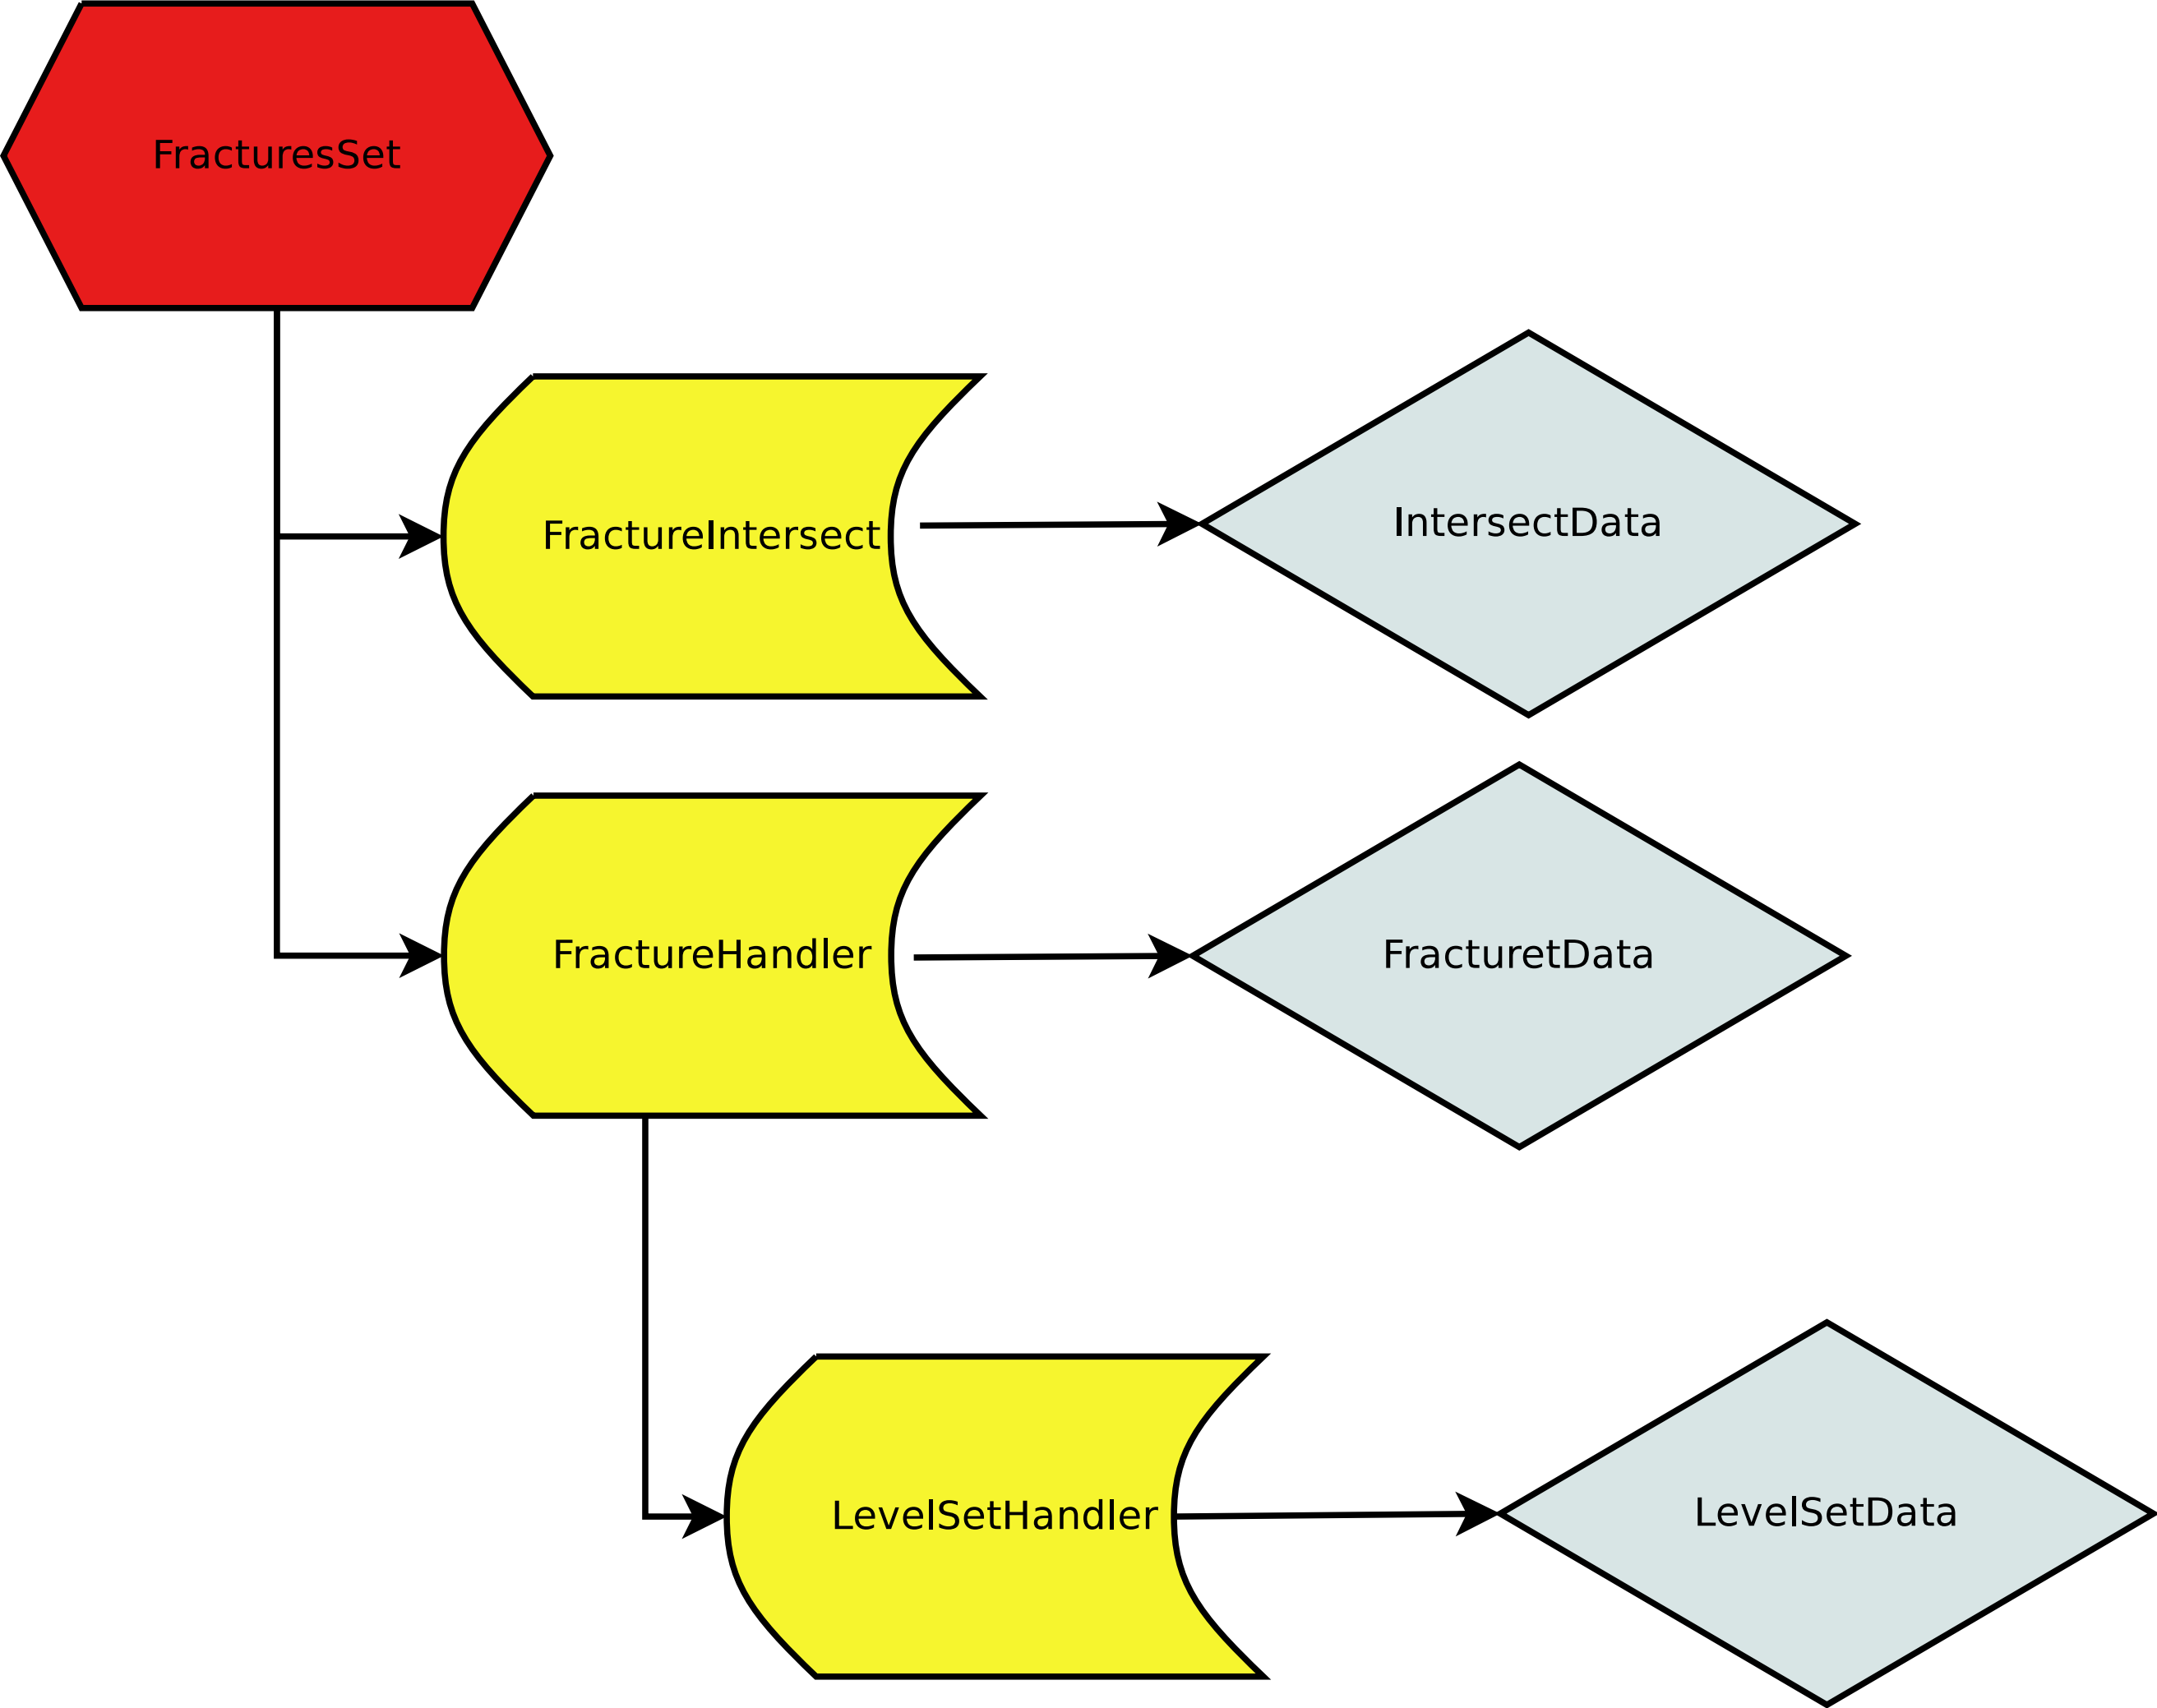 FracturesSet
FractureIntersect
IntersectData
FractureHandler
FracturetData
LevelSetHandler
LevelSetData